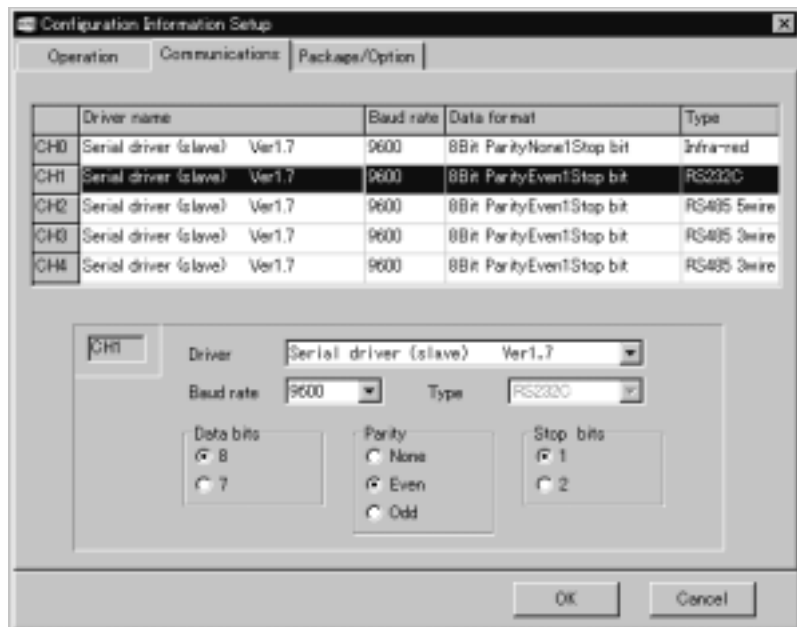 Configuration Information Setup
Operation Communications Package/Option
Driver name Baud rate Data format Type
CH0 Serial driver (slave) Ver1.7 9600 8Bit ParityNone1Stop bit Infra-red
CH1 Serial driver (slave) Ver1.7 9600 8Bit ParityEven1Stop bit RS232C
CH2 Serial driver (slave) Ver1.7 9600 8Bit ParityEven1Stop bit RS485 5wire
CH3 Serial driver (slave) Ver1.7 9600 8Bit ParityEven1Stop bit RS485 3wire
CH4 Serial driver (slave) Ver1.7 9600 8Bit ParityEven1Stop bit RS485 3wire
CH1
Driver Serial driver (slave) Ver1.7
Baud rate 9600 Type RS232C
Data bits Parity Stop bits
8 None 1
7 Even 2
Odd
OK Cancel